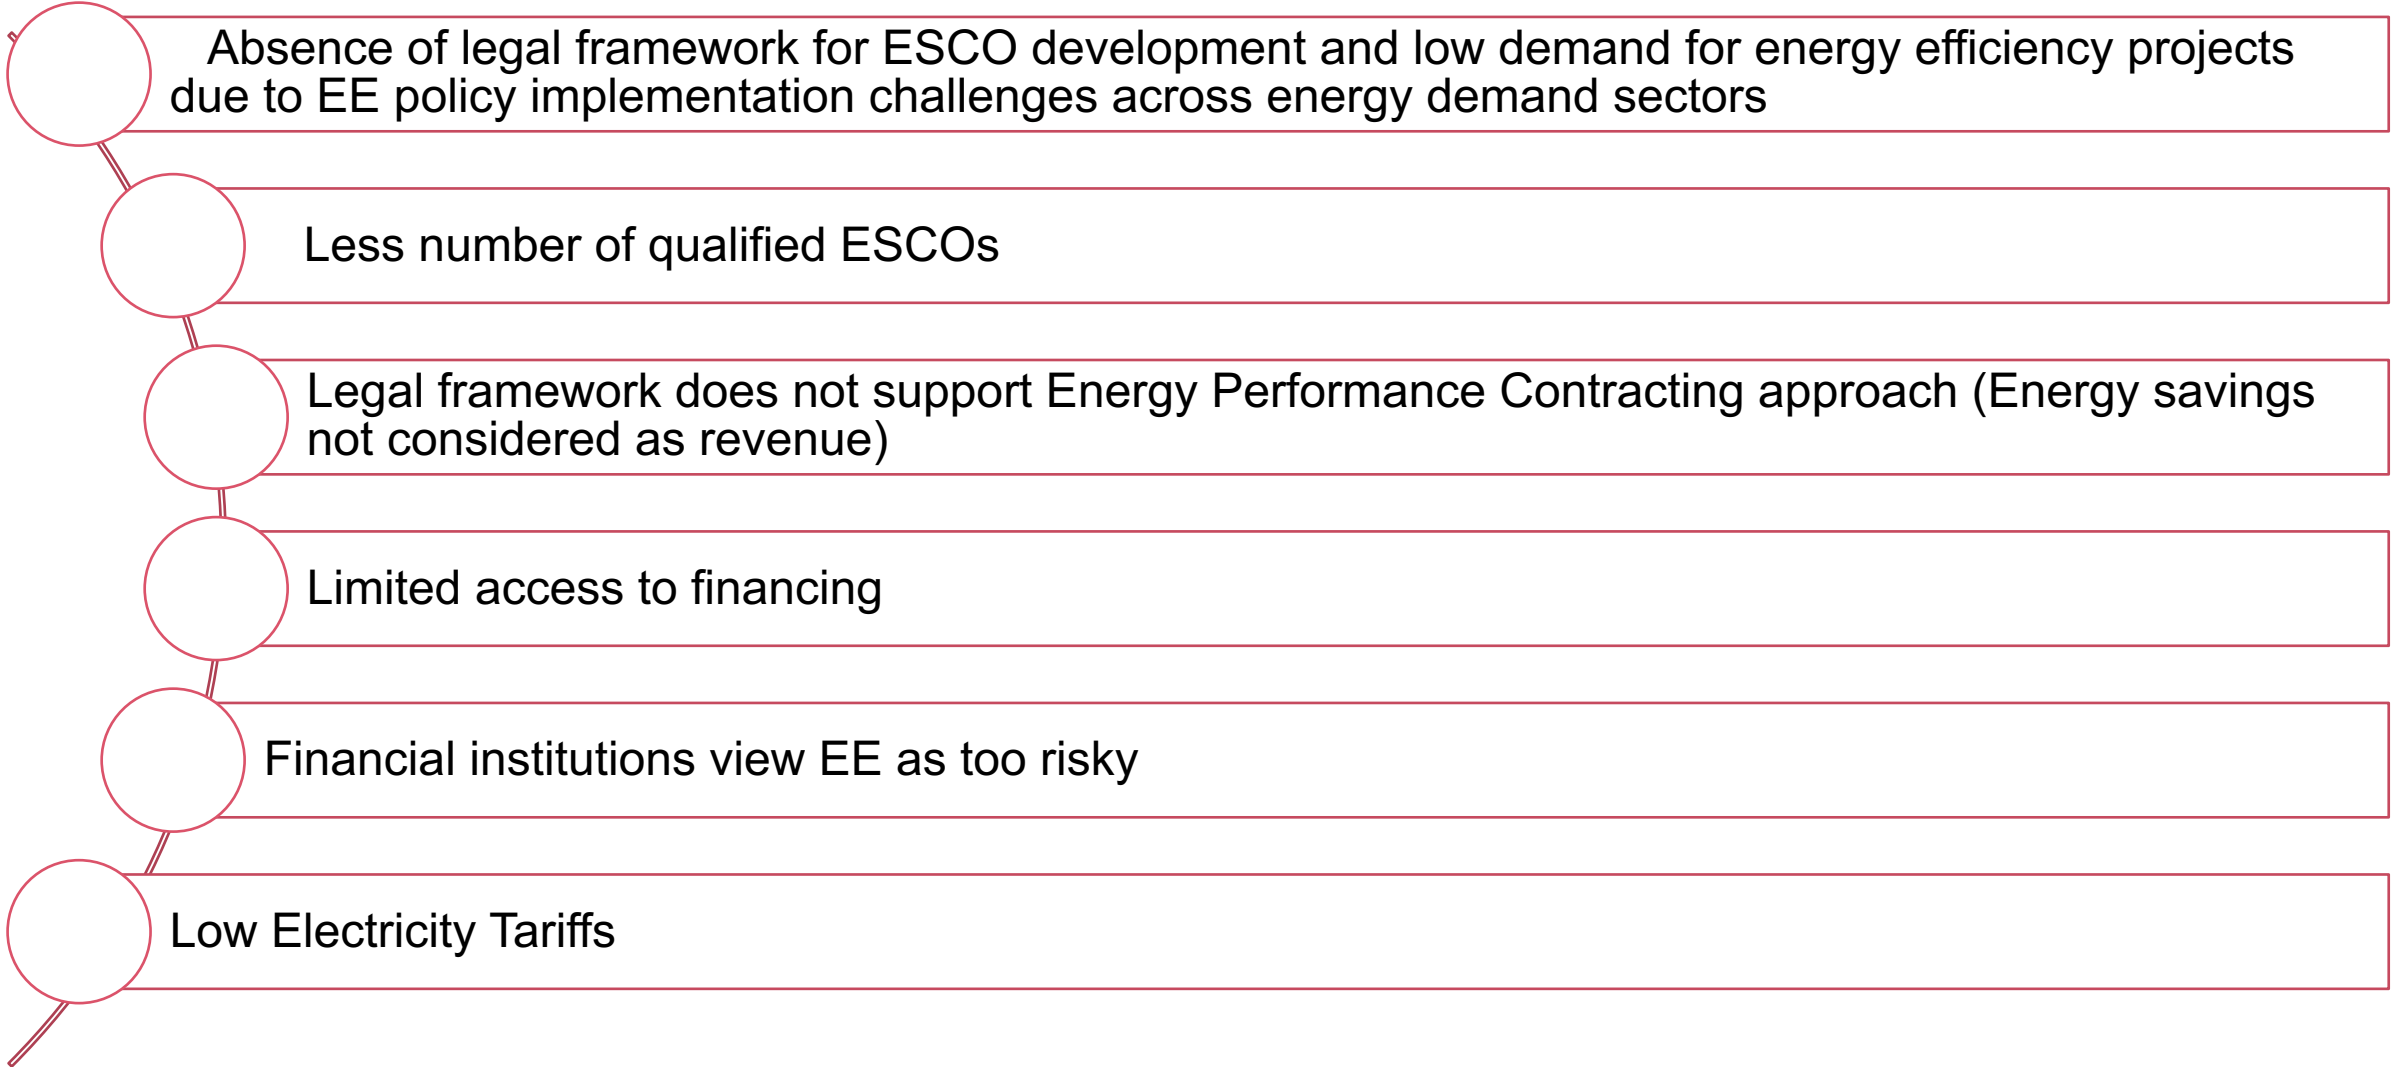 Absence of legal framework for ESCO development and low demand for energy efficiency projects
due to EE policy implementation challenges across energy demand sectors
Less number of qualified ESCOs
Legal framework does not support Energy Performance Contracting approach (Energy savings
not considered as revenue)
Limited access to financing
Financial institutions view EE as too risky
Low Electricity Tariffs